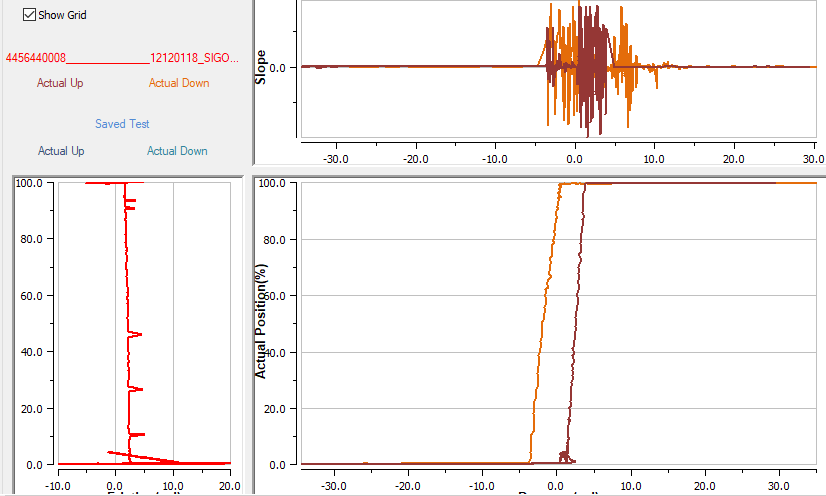 Show Grid
4456440008 12120118_SIGO...
Actual Up Actual Down
Saved Test
Actual Up Actual Down
Slope
0.0
-30.0 -20.0 -10.0 0.0 10.0 20.0 30.0
100.0
80.0
60.0
40.0
20.0
0.0
-10.0 0.0 10.0 20.0
Actual Position(%)
100.0
80.0
60.0
40.0
20.0
0.0
-30.0 -20.0 -10.0 0.0 10.0 20.0 30.0